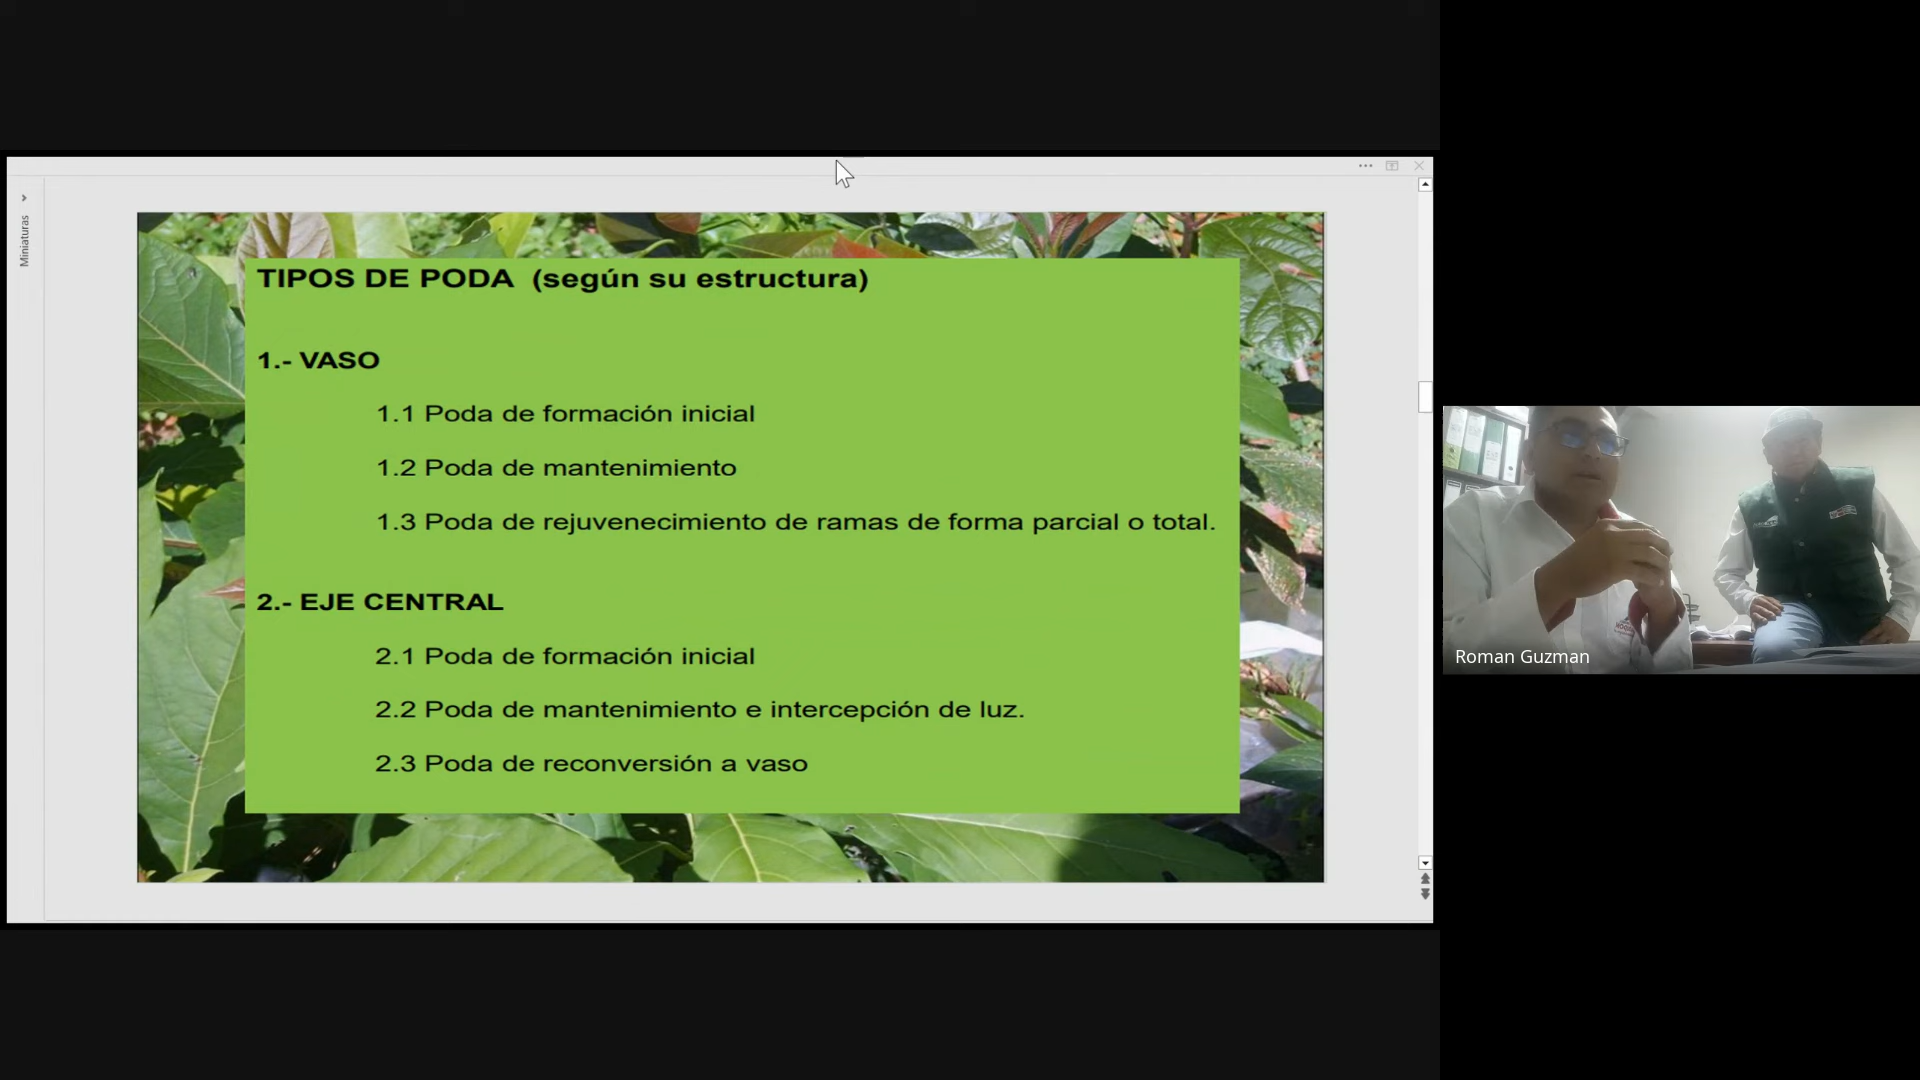 Miniaturas
TIPOS DE PODA (según su estructura)
1.- VASO
1.1 Poda de formación inicial
1.2 Poda de mantenimiento
1.3 Poda de rejuvenecimiento de ramas de forma parcial o total.
2.- EJE CENTRAL
2.1 Poda de formación inicial
2.2 Poda de mantenimiento e intercepción de luz.
2.3 Poda de reconversión a vaso
Roman Guzman